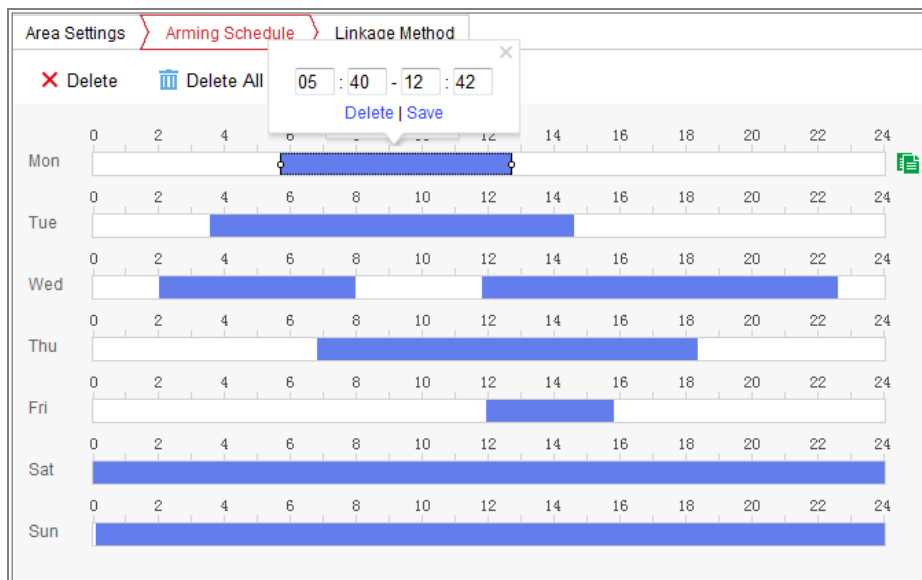 Area Settings Arming Schedule Linkage Method
Delete Delete All
05 : 40 - 12 : 42
Delete | Save
0 2 4 6 8 10 12 14 16 18 20 22 24
Mon
0 2 4 6 8 10 12 14 16 18 20 22 24
Tue
0 2 4 6 8 10 12 14 16 18 20 22 24
Wed
0 2 4 6 8 10 12 14 16 18 20 22 24
Thu
0 2 4 6 8 10 12 14 16 18 20 22 24
Fri
0 2 4 6 8 10 12 14 16 18 20 22 24
Sat
0 2 4 6 8 10 12 14 16 18 20 22 24
Sun